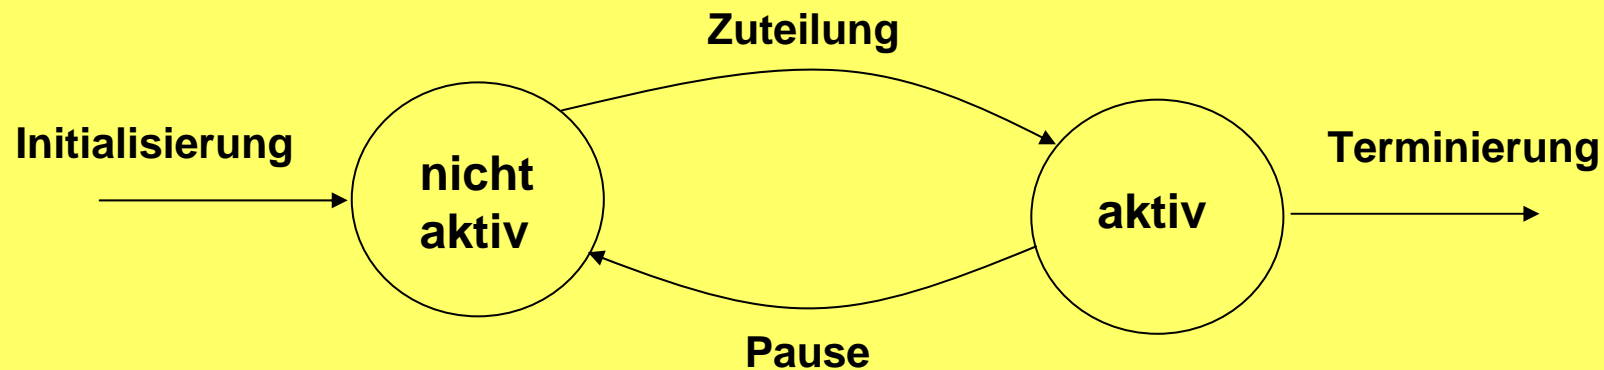 Zuteilung
Initialisierung
nicht
aktiv
aktiv
Terminierung
Pause